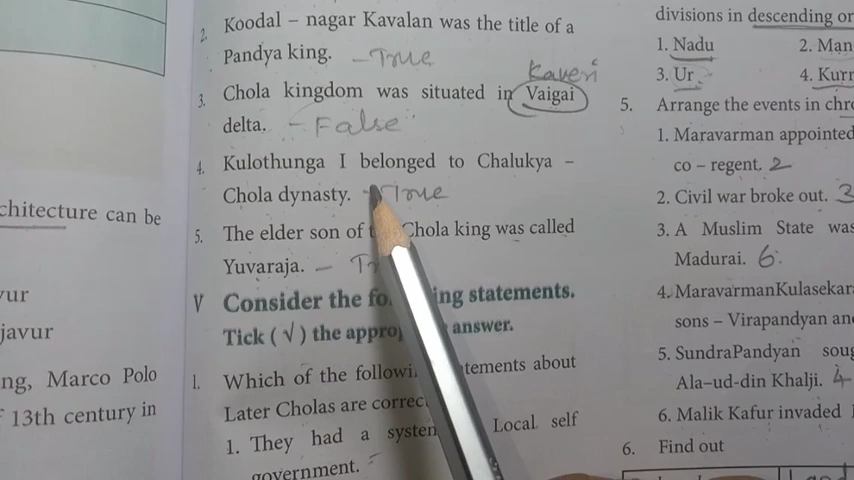 chitecture can be
vur
javur
ng, Marco Polo
13th century in
2. Koodal – nagar Kavalan was the title of a
Pandya king. – True
Kaveri
3. Chola kingdom was situated in Vaigai
delta. – False
4. Kulothunga I belonged to Chalukya –
Chola dynasty. – True
5. The elder son of Chola king was called
Yuvaraja. –
V Consider the following statements.
Tick ( √ ) the answer.
1. Which of the following statements about
Later Cholas are correct
1. They had a system Local self
government.
divisions in descending or
1. Nadu 2. Man
3. Ur 4. Kurr
5. Arrange the events in chro
1. Maravarman appointed
co – regent. 2
2. Civil war broke out. 3
3. A Muslim State was
Madurai. 6
4. Maravarman Kulasekara
sons – Virapandyan and
5. SundraPandyan soug
Ala–ud-din Khalji. 4
6. Malik Kafur invaded
6. Find out